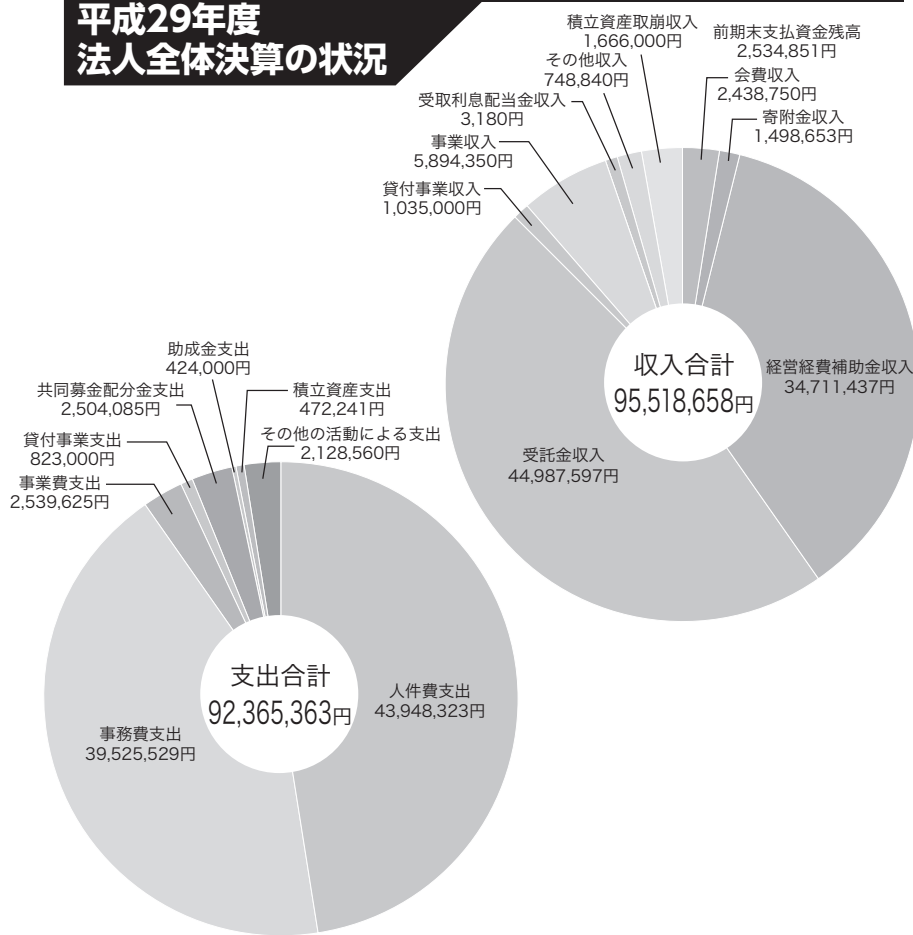 平成29年度
法人全体決算の状況
積立資産取崩収入
1,666,000円
前期末支払資金残高
2,534,851円
その他収入
748,840円
会費収入
2,438,750円
受取利息配当金収入
3,180円
寄附金収入
1,498,653円
事業収入
5,894,350円
貸付事業収入
1,035,000円
収入合計
95,518,658円
経営経費補助金収入
34,711,437円
受託金収入
44,987,597円
助成金支出
424,000円
共同募金配分金支出
2,504,085円
積立資産支出
472,241円
貸付事業支出
823,000円
その他の活動による支出
2,128,560円
事業費支出
2,539,625円
支出合計
92,365,363円
人件費支出
43,948,323円
事務費支出
39,525,529円